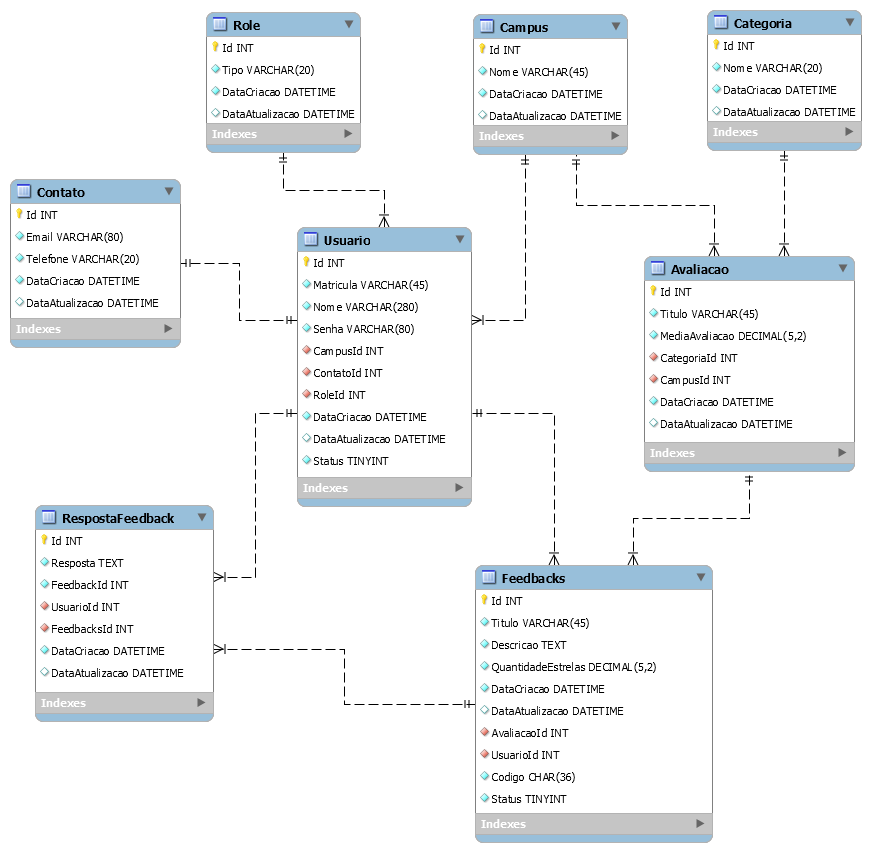 Role
Id INT
Tipo VARCHAR(20)
DataCriacao DATETIME
DataAtualizacao DATETIME
Indexes
Campus
Id INT
Nome VARCHAR(45)
DataCriacao DATETIME
DataAtualizacao DATETIME
Indexes
Categoria
Id INT
Nome VARCHAR(20)
DataCriacao DATETIME
DataAtualizacao DATETIME
Indexes
Contato
Id INT
Email VARCHAR(80)
Telefone VARCHAR(20)
DataCriacao DATETIME
DataAtualizacao DATETIME
Indexes
Usuario
Id INT
Matricula VARCHAR(45)
Nome VARCHAR(280)
Senha VARCHAR(80)
CampusId INT
ContatoId INT
RoleId INT
DataCriacao DATETIME
DataAtualizacao DATETIME
Status TINYINT
Indexes
Avaliacao
Id INT
Titulo VARCHAR(45)
MediaAvaliacao DECIMAL(5,2)
CategoriaId INT
CampusId INT
DataCriacao DATETIME
DataAtualizacao DATETIME
Indexes
RespostaFeedback
Id INT
Resposta TEXT
FeedbackId INT
UsuarioId INT
FeedbacksId INT
DataCriacao DATETIME
DataAtualizacao DATETIME
Indexes
Feedbacks
Id INT
Titulo VARCHAR(45)
Descricao TEXT
QuantidadeEstrelas DECIMAL(5,2)
DataCriacao DATETIME
DataAtualizacao DATETIME
AvaliacaoId INT
UsuarioId INT
Codigo CHAR(36)
Status TINYINT
Indexes